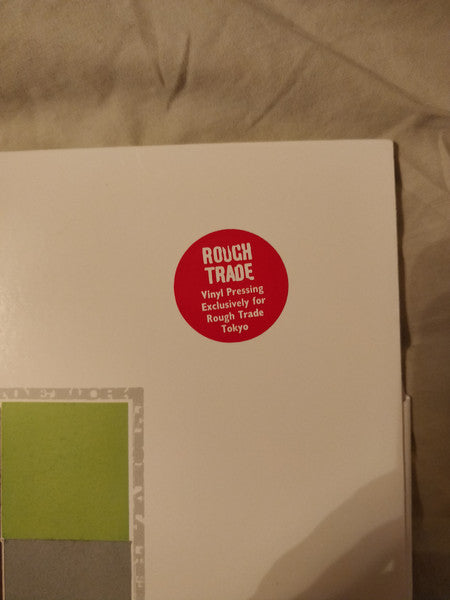 ROUGH
TRADE
Vinyl Pressing
Exclusively for
Rough Trade
Tokyo